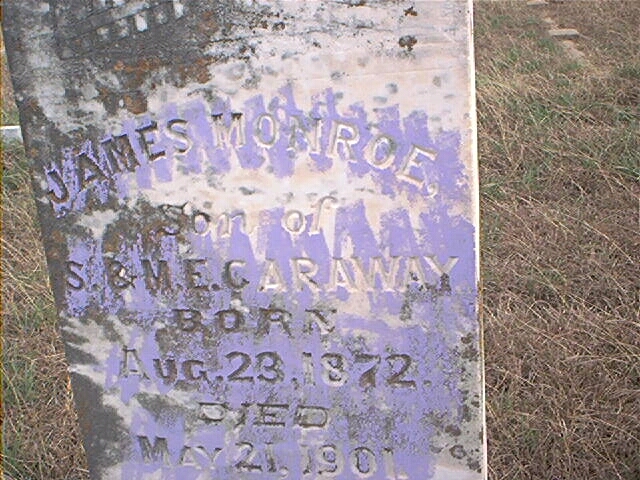 JAMES MONROE,
Son of
S. & M. E. CARAWAY
BORN
AUG. 23, 1872.
DIED
MAY 21, 1901.